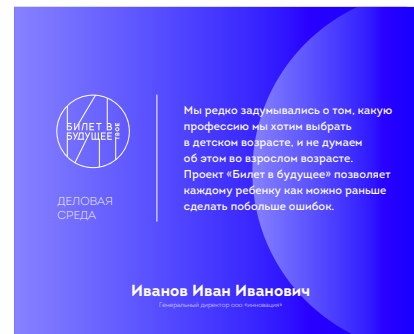 БИЛЕТ В
БУДУЩЕЕ
ТВОЕ
ДЕЛОВАЯ
СРЕДА
Мы редко задумывались о том, какую
профессию мы хотим выбрать
в детском возрасте, и не думаем
об этом во взрослом возрасте.
Проект «Билет в будущее» позволяет
каждому ребенку как можно раньше
сделать побольше ошибок.
Иванов Иван Иванович
Генеральный директор ооо «инновация»